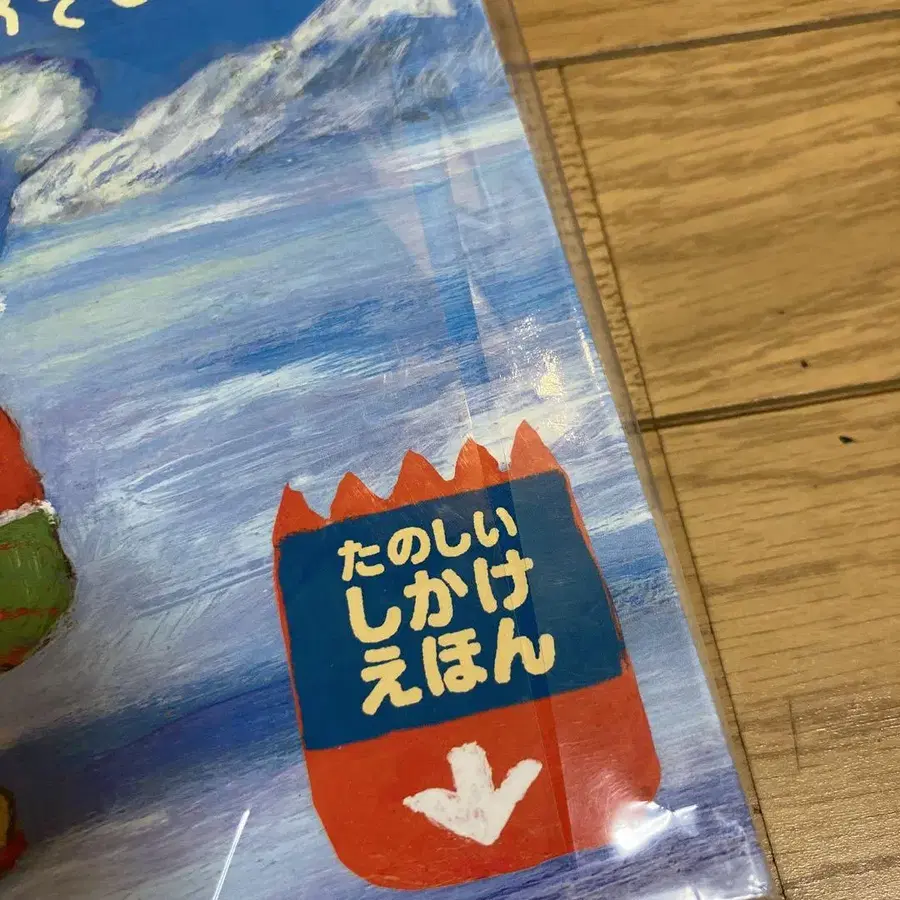 たのしい
しかけ
えほん